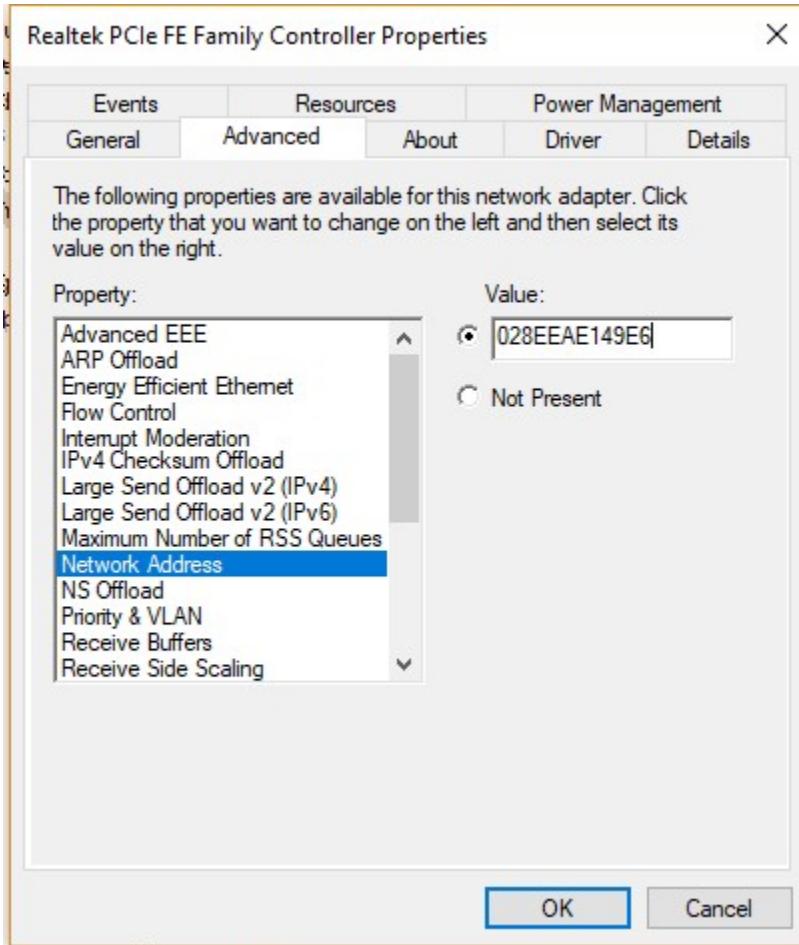 Realtek PCIe FE Family Controller Properties
Events Resources Power Management
General Advanced About Driver Details
The following properties are available for this network adapter. Click
the property that you want to change on the left and then select its
value on the right.
Property:
Value:
Advanced EEE
ARP Offload
Energy Efficient Ethernet
Flow Control
Interrupt Moderation
IPv4 Checksum Offload
Large Send Offload v2 (IPv4)
Large Send Offload v2 (IPv6)
Maximum Number of RSS Queues
Network Address
NS Offload
Priority & VLAN
Receive Buffers
Receive Side Scaling
028EEAE149E6
Not Present
OK Cancel